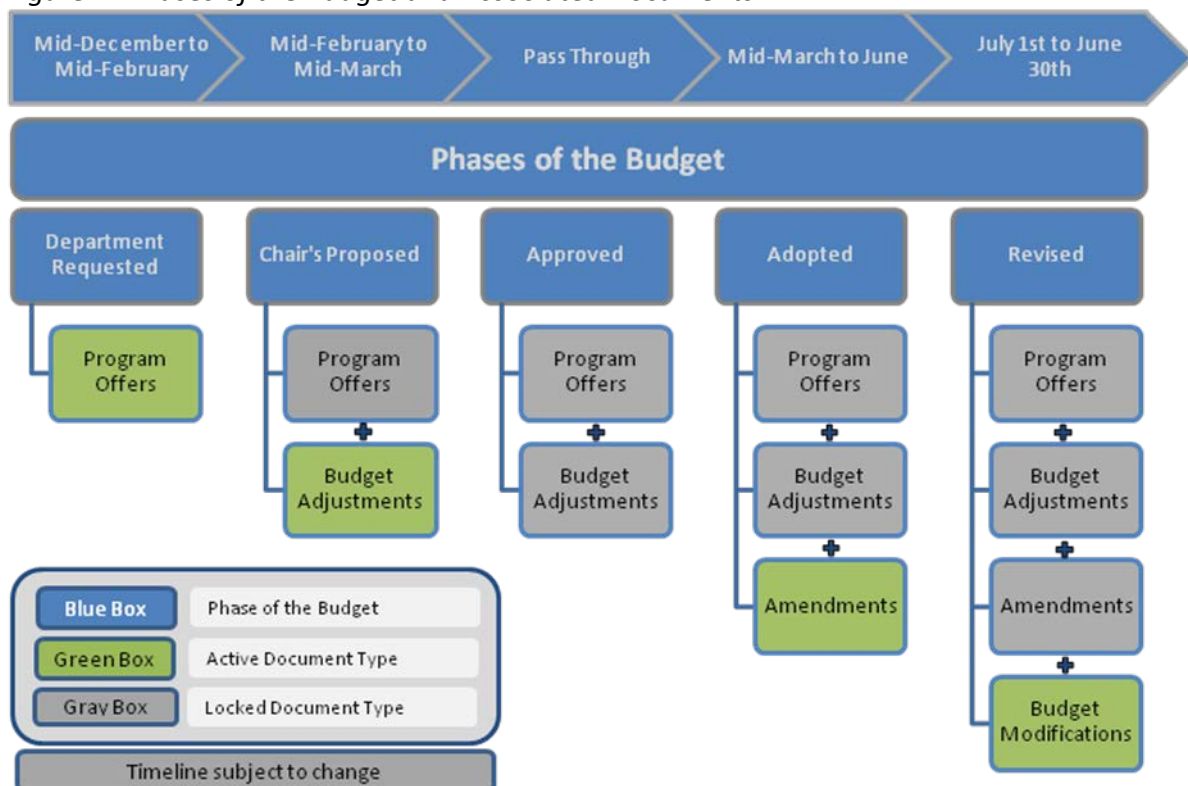 Mid-December to
Mid-February
Mid-February to
Mid-March
Pass Through
Mid-March to June
July 1st to June
30th
Phases of the Budget
Department
Requested
Chair's Proposed
Approved
Adopted
Revised
Program
Offers
Program
Offers
Program
Offers
Program
Offers
Program
Offers
Budget
Adjustments
Budget
Adjustments
Budget
Adjustments
Budget
Adjustments
Amendments
Amendments
Budget
Modifications
Blue Box
Phase of the Budget
Green Box
Active Document Type
Gray Box
Locked Document Type
Timeline subject to change